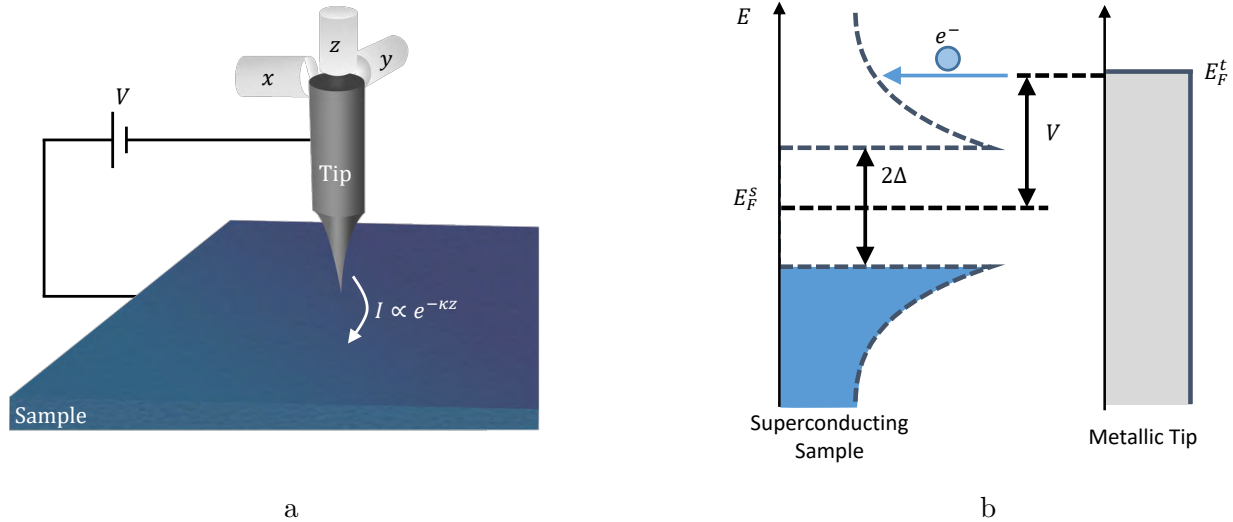 z
x
y
V
Tip
I ∝ e^{-κz}
Sample
a
E
e^-
E_F^t
V
2Δ
E_F^s
Superconducting
Sample
Metallic Tip
b